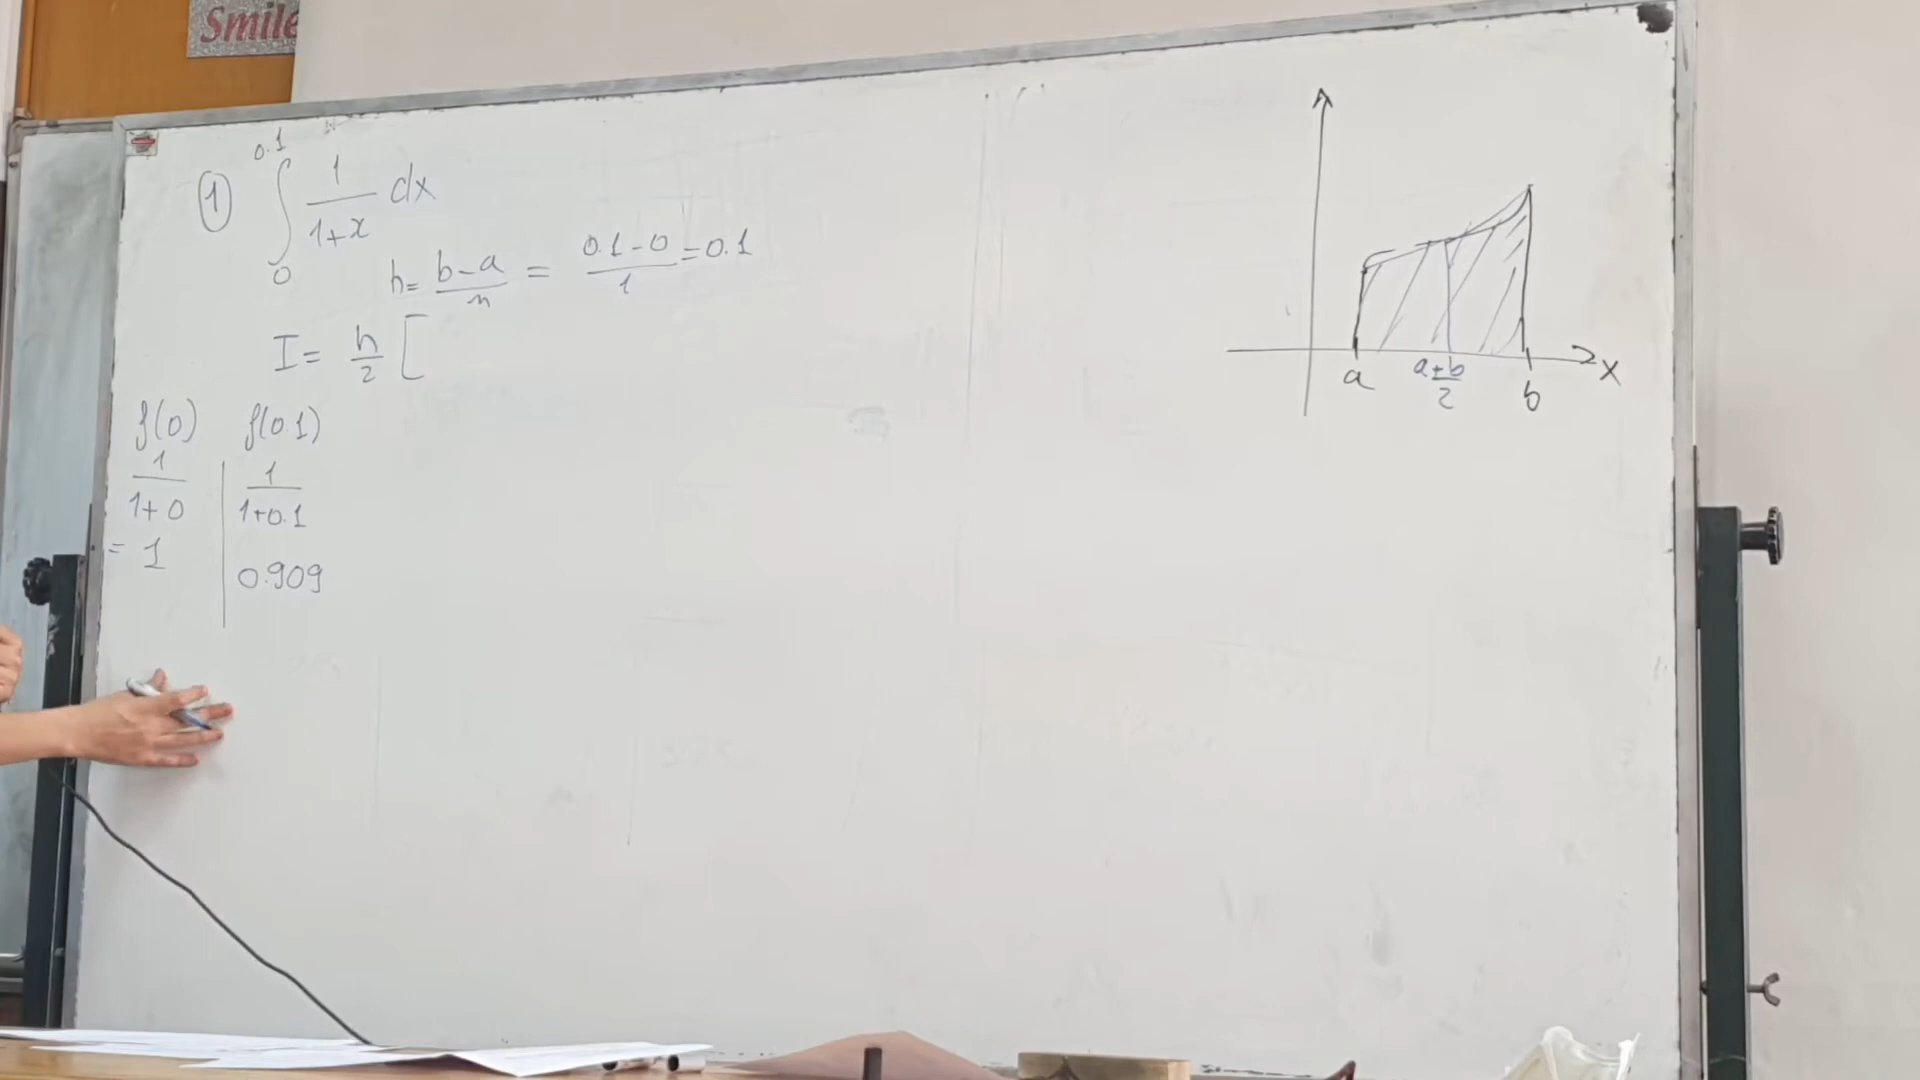 Smile
① ∫₀^0.1 1/(1+x) dx
h = (b-a)/n = (0.1-0)/1 = 0.1
I = h/2 [
f(0) f(0.1)
1/(1+0) 1/(1+0.1)
= 1
0.909
a (a+b)/2 b x